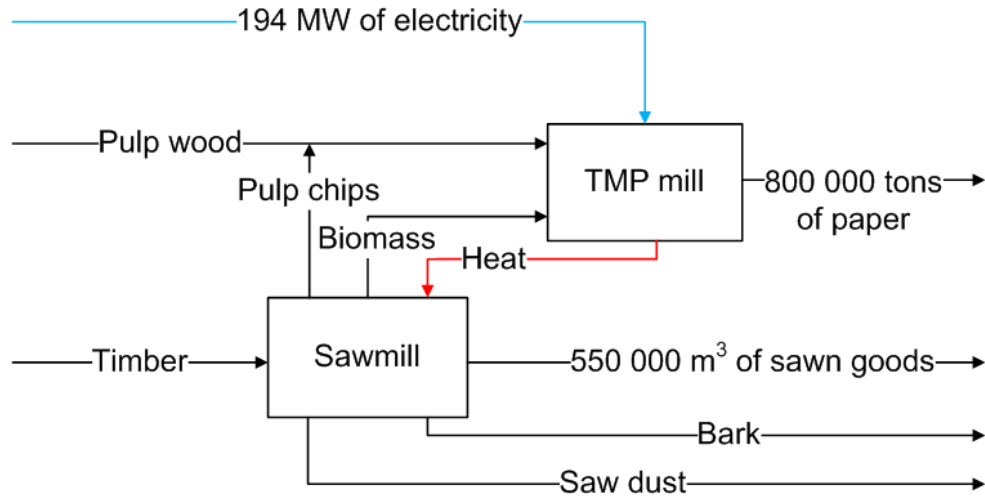 194 MW of electricity
Pulp wood
TMP mill
Pulp chips
800 000 tons
of paper
Biomass
Heat
Timber
Sawmill
550 000 m³ of sawn goods
Bark
Saw dust